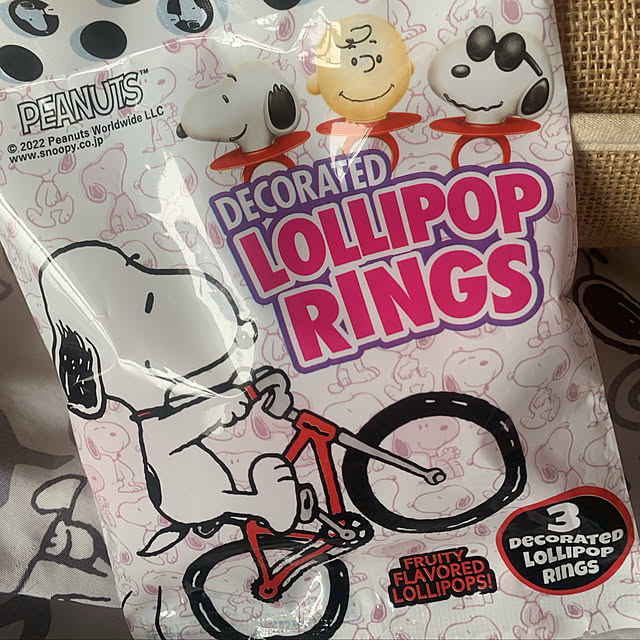 PEANUTS™
© 2022 Peanuts Worldwide LLC
www.snoopy.co.jp
DECORATED
LOLLIPOP
RINGS
FRUITY
FLAVORED
LOLLIPOPS!
3
DECORATED
LOLLIPOP
RINGS